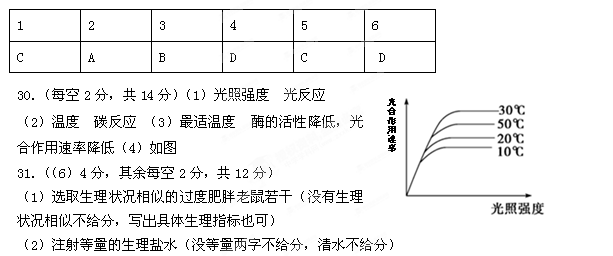 1 2 3 4 5 6
C A B D C D
30.（每空2分，共14分）（1）光照强度 光反应
（2）温度 碳反应 （3）最适温度 酶的活性降低，光
合作用速率降低（4）如图
31.（（6）4分，其余每空2分，共12分）
（1）选取生理状况相似的过度肥胖老鼠若干（没有生理
状况相似不给分，写出具体生理指标也可）
（2）注射等量的生理盐水（没等量两字不给分，清水不给分）
光合作用速率
30℃
50℃
20℃
10℃
光照强度